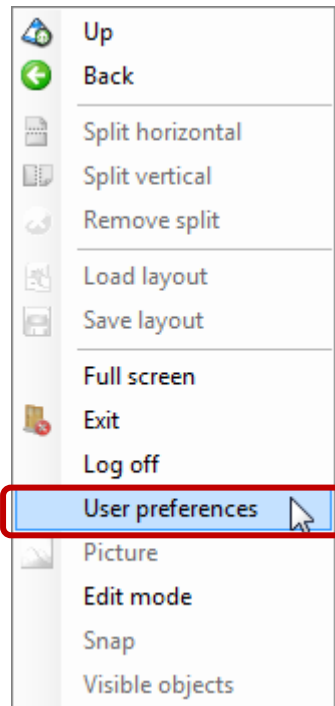 Up
Back
Split horizontal
Split vertical
Remove split
Load layout
Save layout
Full screen
Exit
Log off
User preferences
Picture
Edit mode
Snap
Visible objects